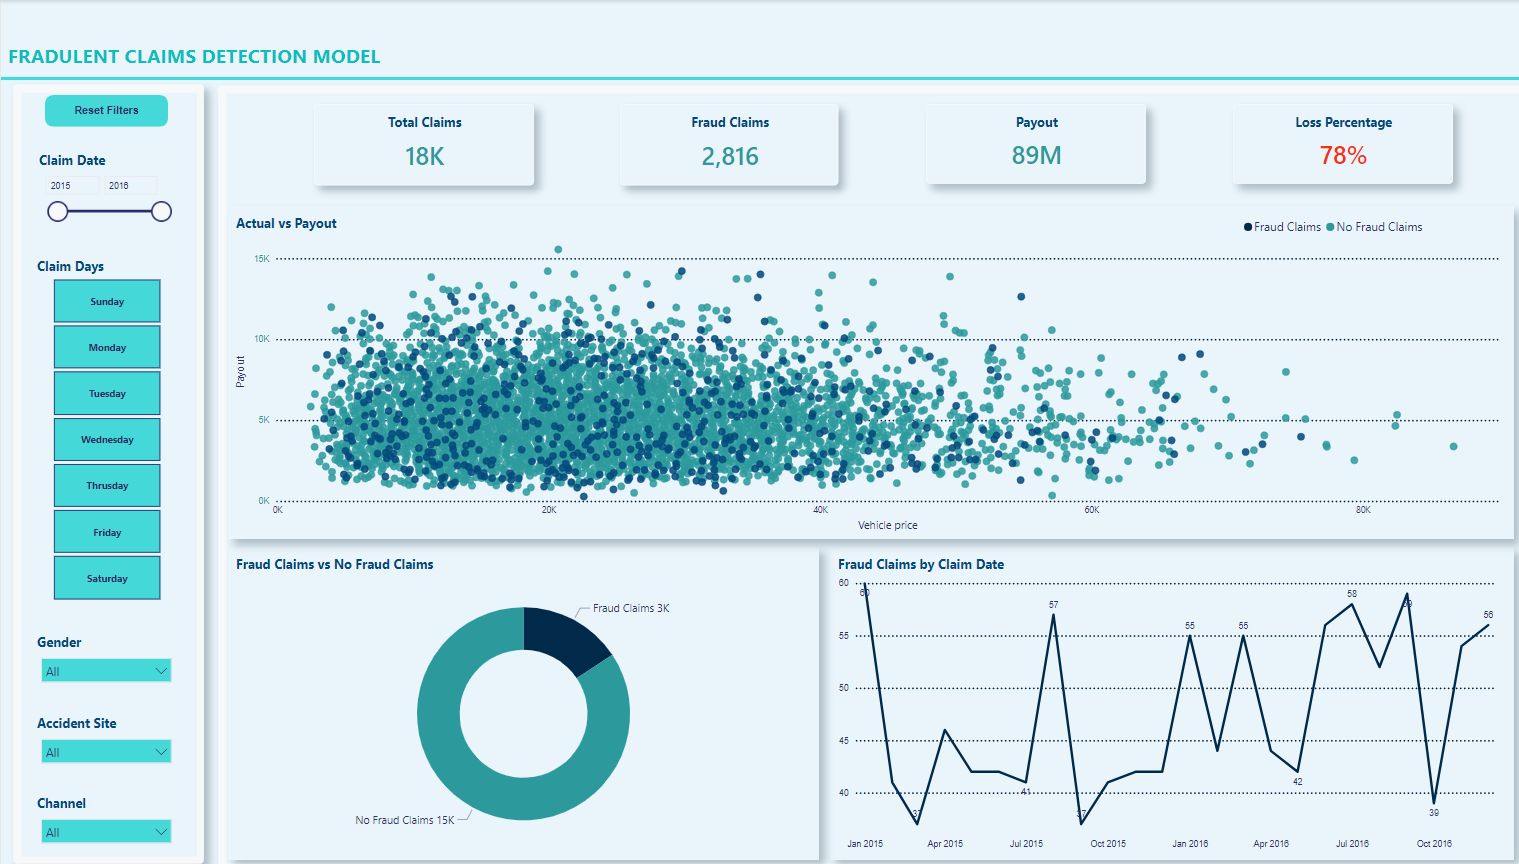 FRADULENT CLAIMS DETECTION MODEL
Reset Filters
Claim Date
2015 2016
Claim Days
Sunday
Monday
Tuesday
Wednesday
Thrusday
Friday
Saturday
Gender
All
Accident Site
All
Channel
All
Total Claims
18K
Fraud Claims
2,816
Payout
89M
Loss Percentage
78%
Actual vs Payout
Fraud Claims No Fraud Claims
15K
10K
5K
0K
Payout
0K 20K 40K 60K 80K
Vehicle price
Fraud Claims vs No Fraud Claims
Fraud Claims 3K
No Fraud Claims 15K
Fraud Claims by Claim Date
60
55
50
45
40
60 37 41 57 37 55 55 42 58 59 39 56
Jan 2015 Apr 2015 Jul 2015 Oct 2015 Jan 2016 Apr 2016 Jul 2016 Oct 2016